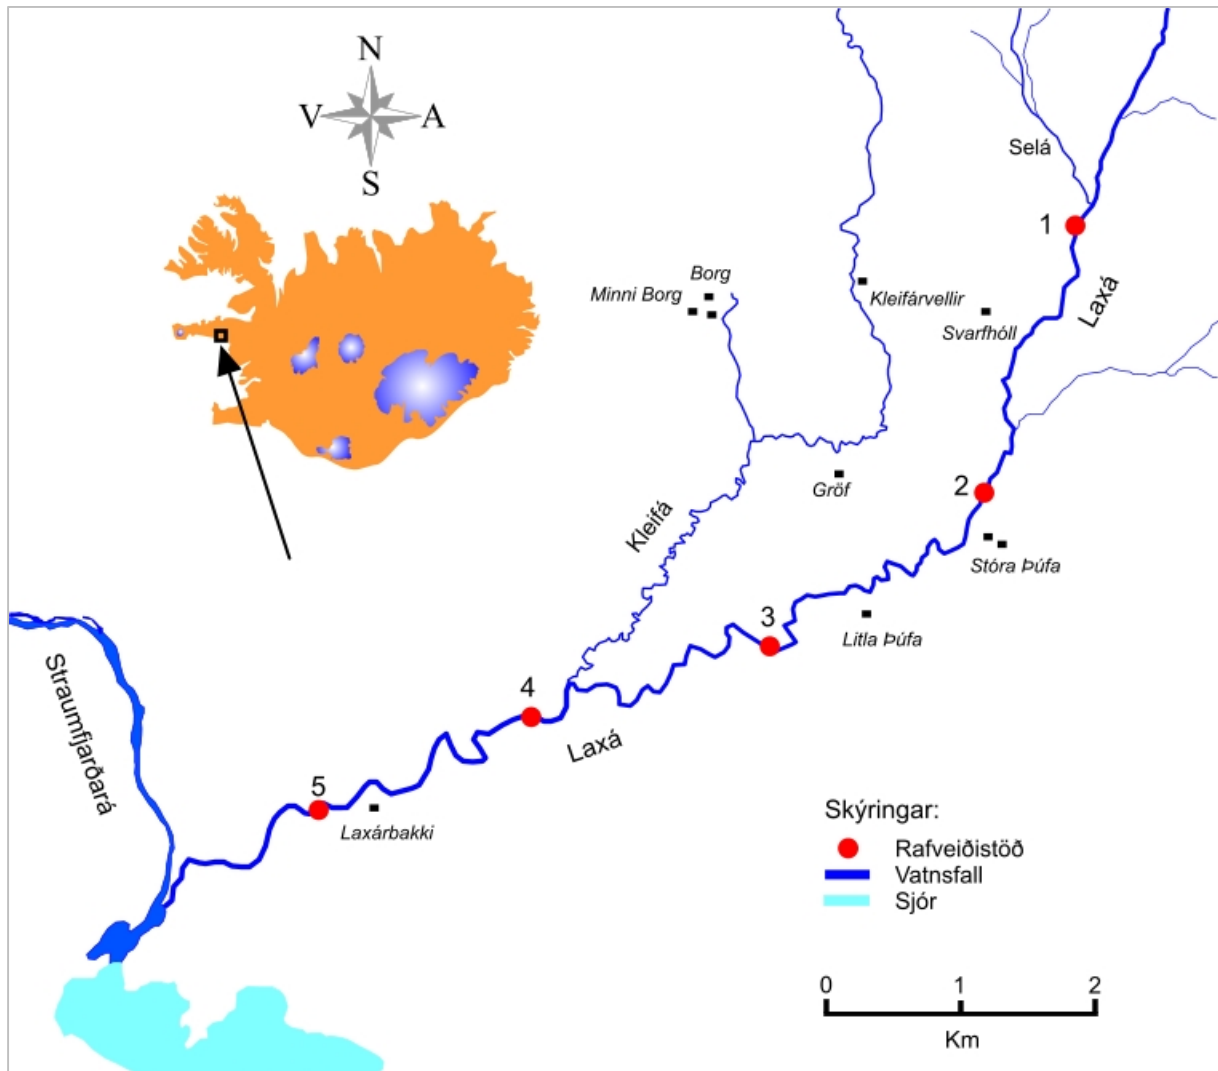 N
V A
S
Selá
1
Laxá
Borg
Minni Borg
Kleifárvellir
Svarfhóll
2
Gröf
Kleifá
Stóra Þúfa
3
Litla Þúfa
4
Laxá
Straumfjarðará
5
Laxárbakki
Skýringar:
Rafveiðistöð
Vatnsfall
Sjór
0 1 2
Km